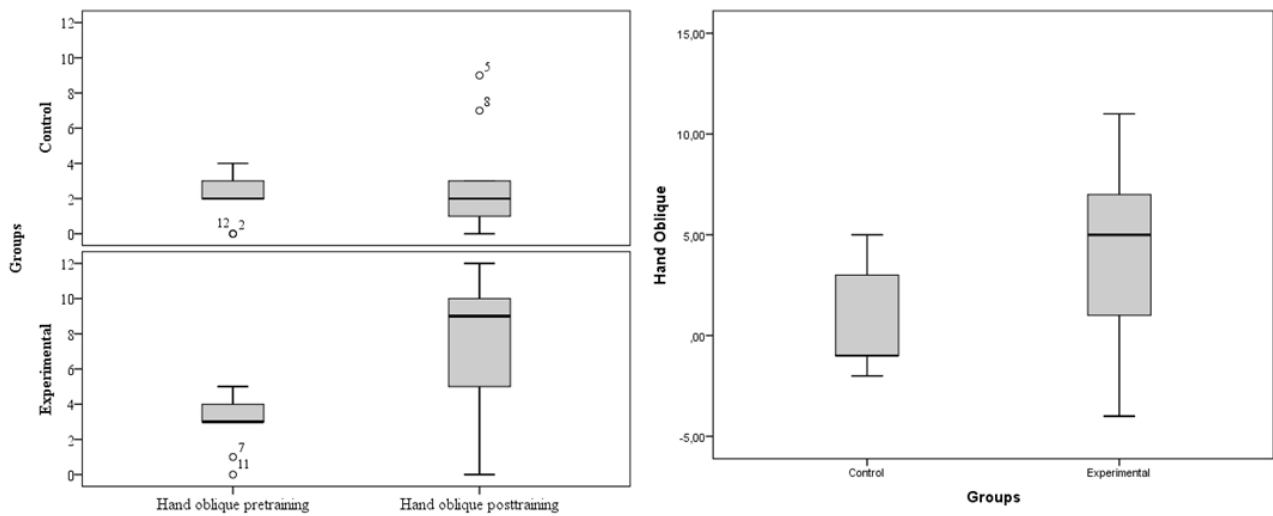 12
10
8
6
4
2
0
Control
5
8
12 2
12
10
8
6
4
2
0
Experimental
7
11
Groups
Hand oblique pretraining
Hand oblique posttraining
15,00
10,00
5,00
,00
-5,00
Hand Oblique
Control
Experimental
Groups